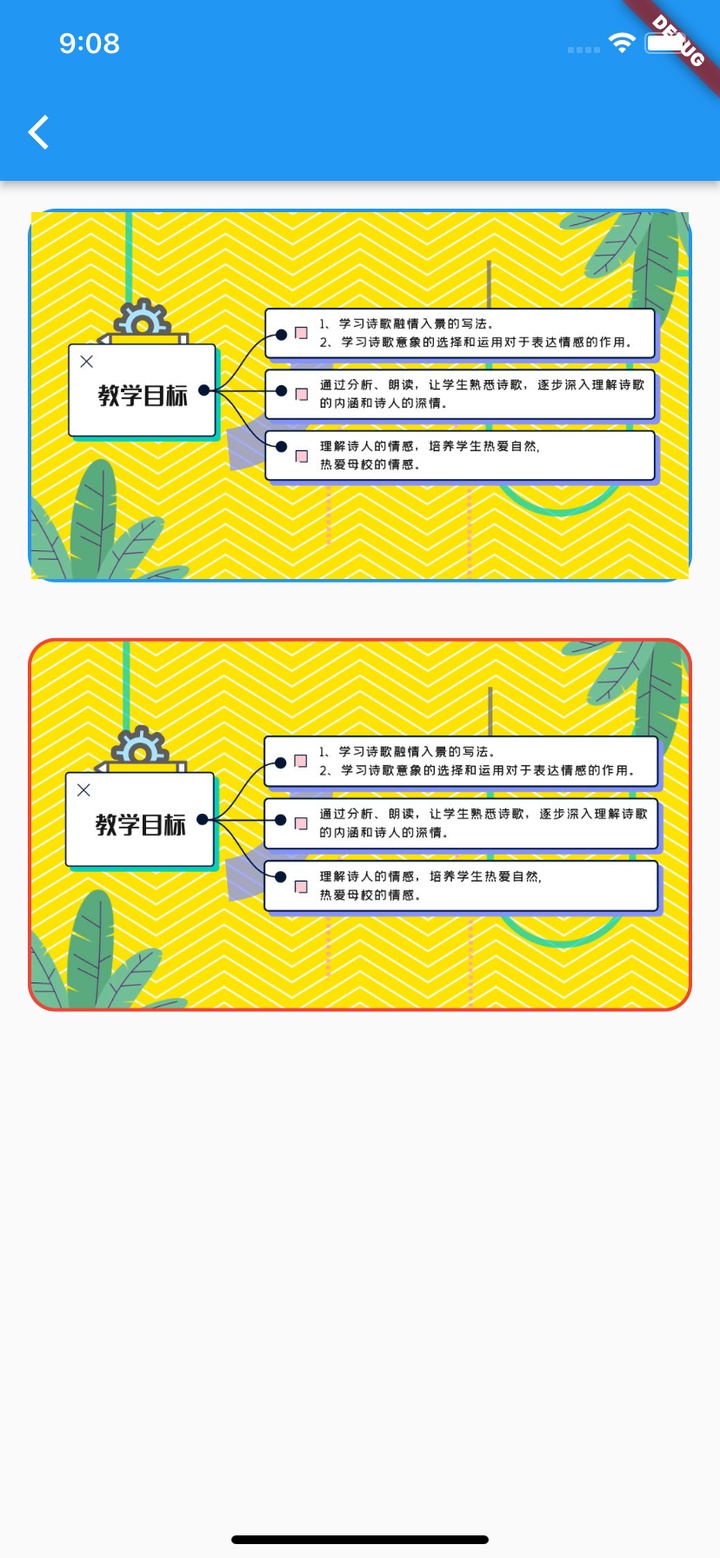 9:08
DEBUG
教学目标
1、学习诗歌融情入景的写法。
2、学习诗歌意象的选择和运用对于表达情感的作用。
通过分析、朗读，让学生熟悉诗歌，逐步深入理解诗歌
的内涵和诗人的深情。
理解诗人的情感，培养学生热爱自然,
热爱母校的情感。
教学目标
1、学习诗歌融情入景的写法。
2、学习诗歌意象的选择和运用对于表达情感的作用。
通过分析、朗读，让学生熟悉诗歌，逐步深入理解诗歌
的内涵和诗人的深情。
理解诗人的情感，培养学生热爱自然,
热爱母校的情感。